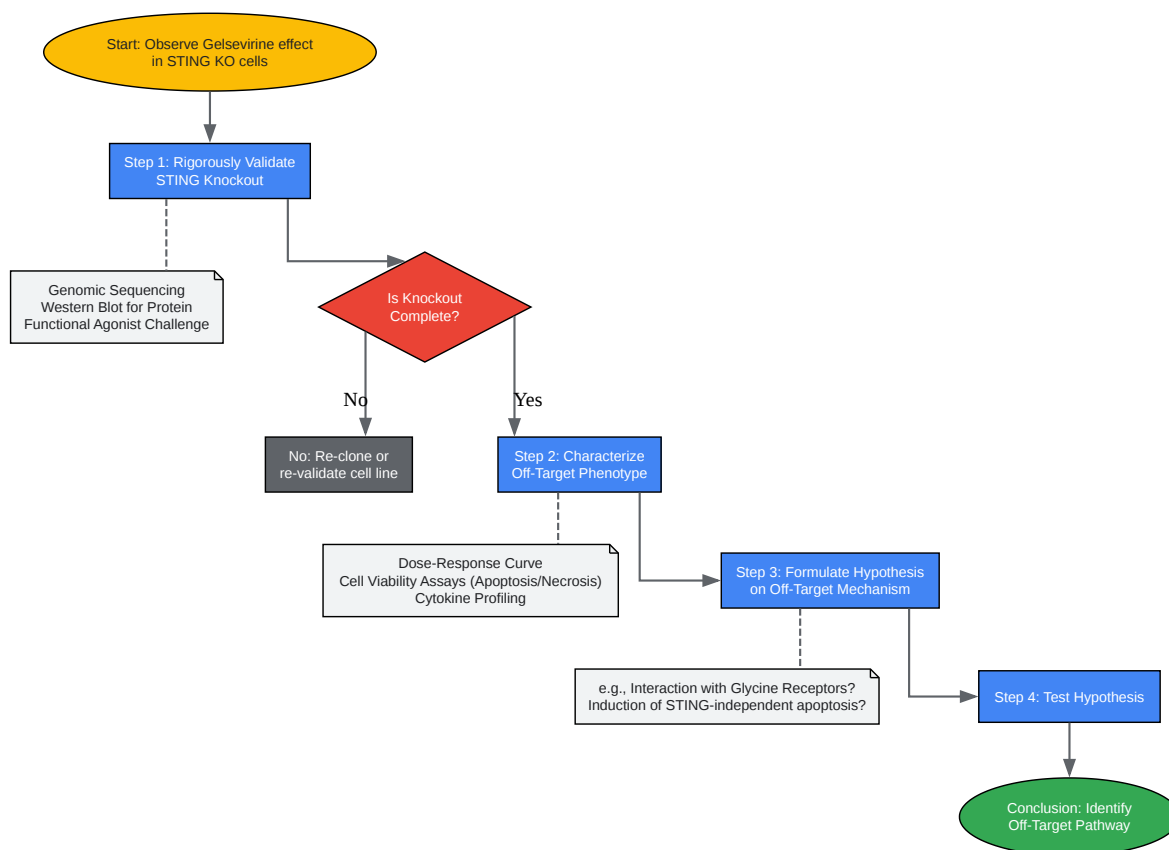 Start: Observe Gelsevirine effect
in STING KO cells
Step 1: Rigorously Validate
STING Knockout
Genomic Sequencing
Western Blot for Protein
Functional Agonist Challenge
Is Knockout
Complete?
No
Yes
No: Re-clone or
re-validate cell line
Step 2: Characterize
Off-Target Phenotype
Dose-Response Curve
Cell Viability Assays (Apoptosis/Necrosis)
Cytokine Profiling
Step 3: Formulate Hypothesis
on Off-Target Mechanism
e.g., Interaction with Glycine Receptors?
Induction of STING-independent apoptosis?
Step 4: Test Hypothesis
Conclusion: Identify
Off-Target Pathway